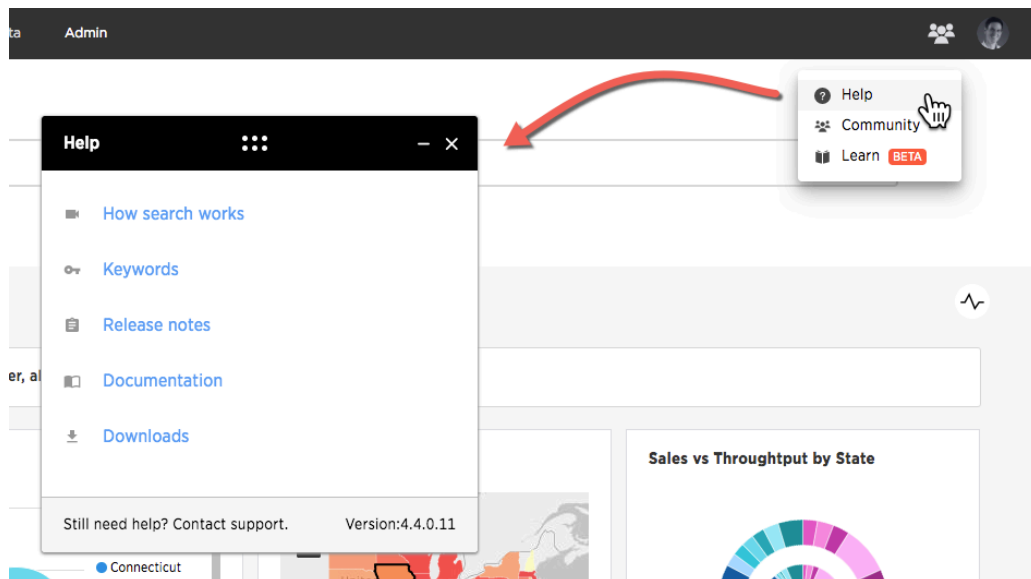 ta Admin
Help
Community
Learn BETA
Help
How search works
Keywords
Release notes
Documentation
Downloads
Still need help? Contact support. Version:4.4.0.11
er, al
Sales vs Throughtput by State
Connecticut